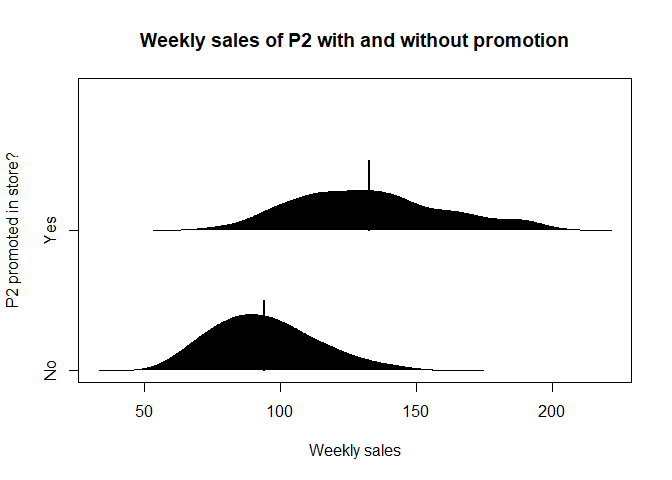 Weekly sales of P2 with and without promotion
P2 promoted in store?
Yes
No
50 100 150 200
Weekly sales